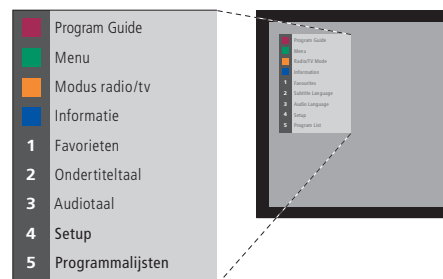 Program Guide
Menu
Modus radio/tv
Informatie
1 Favorieten
2 Ondertiteltaal
3 Audiotaal
4 Setup
5 Programmalijsten
Program Guide
Menu
Radio/TV Mode
Information
1 Favourites
2 Subtitle Language
3 Audio Language
4 Setup
5 Program List